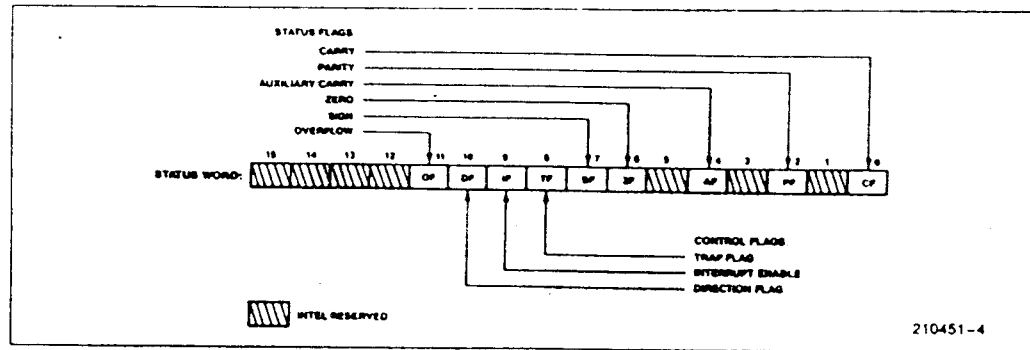 STATUS FLAGS
CARRY
PARITY
AUXILIARY CARRY
ZERO
SIGN
OVERFLOW
15 14 13 12 11 10 9 8 7 6 5 4 3 2 1 0
STATUS WORD: OF DF IF TF SF ZF AF PF CF
CONTROL FLAGS
TRAP FLAG
INTERRUPT ENABLE
DIRECTION FLAG
INTEL RESERVED
210451-4